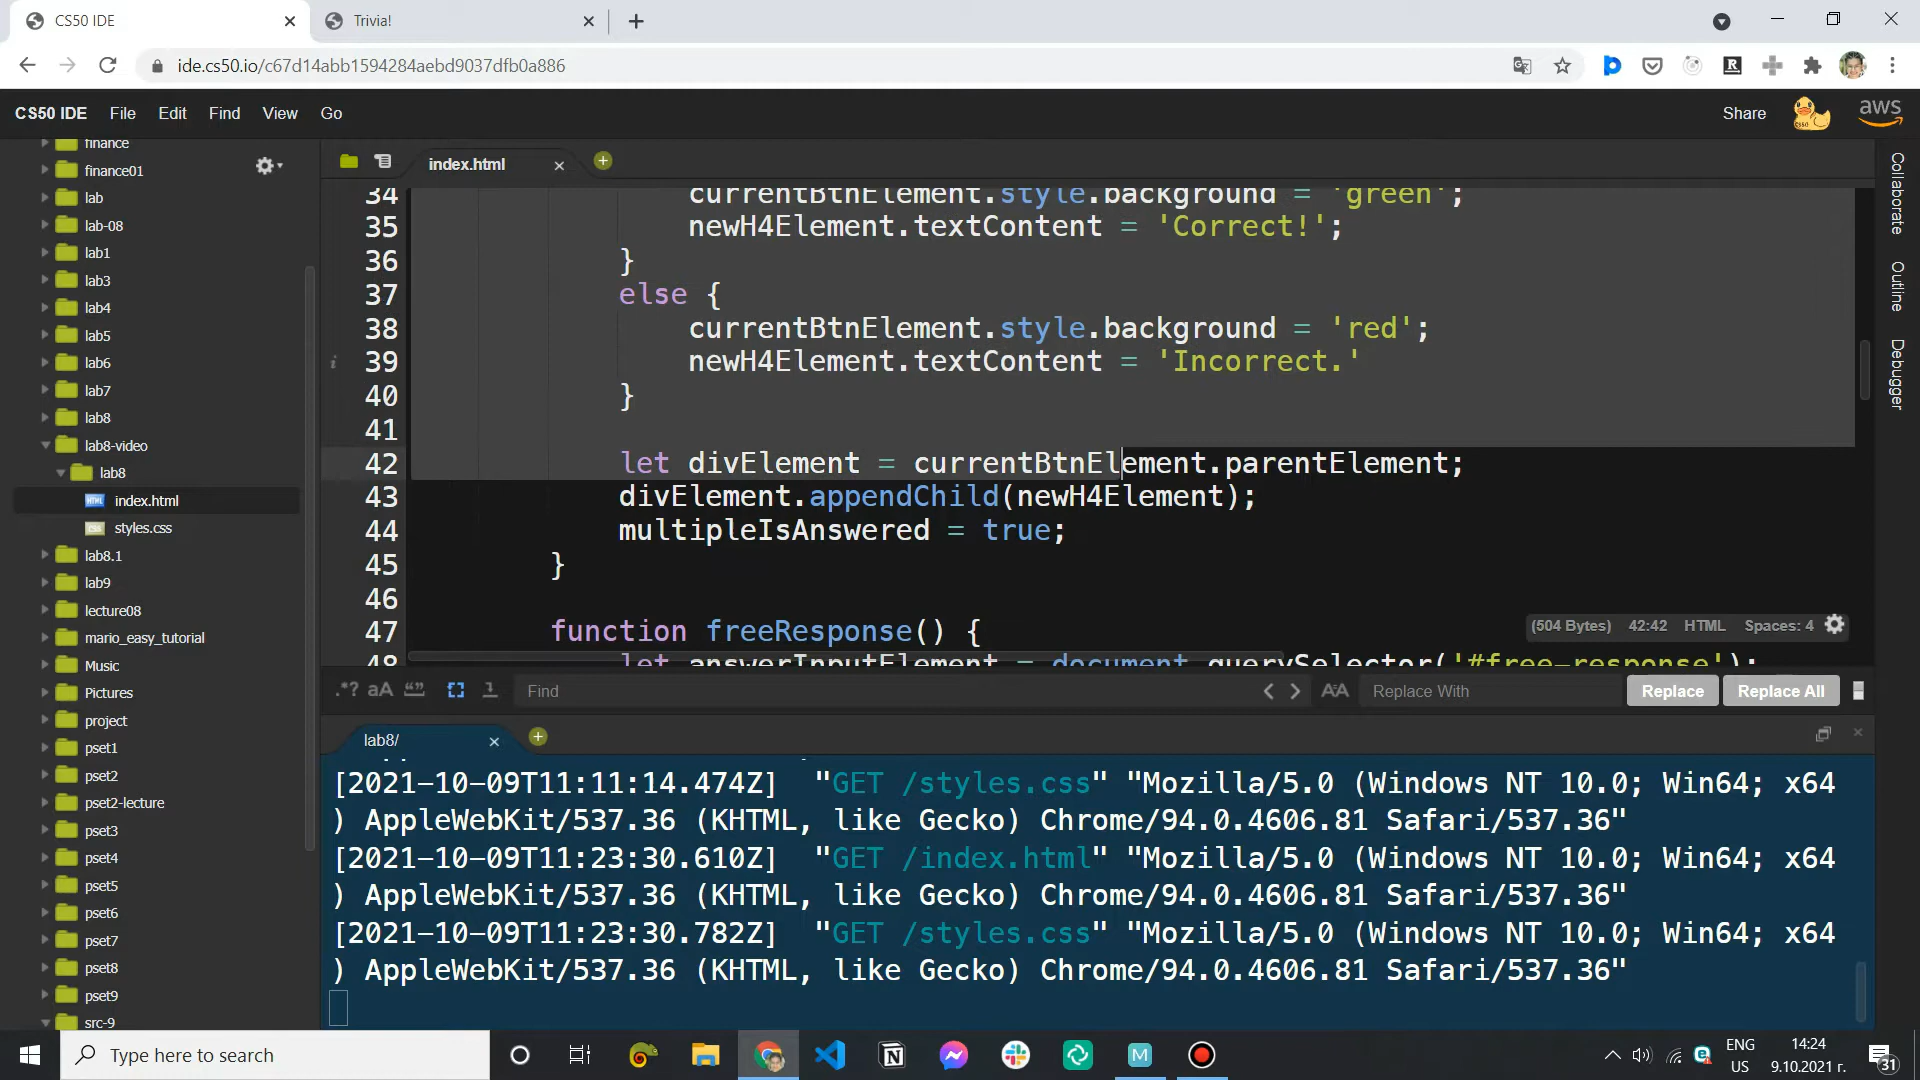 CS50 IDE
Trivia!
ide.cs50.io/c67d14abb1594284aebd9037dfb0a886
CS50 IDE File Edit Find View Go
Share
aws
finance
finance01
lab
lab-08
lab1
lab3
lab4
lab5
lab6
lab7
lab8
lab8-video
lab8
index.html
styles.css
lab8.1
lab9
lecture08
mario_easy_tutorial
Music
Pictures
project
pset1
pset2
pset2-lecture
pset3
pset4
pset5
pset6
pset7
pset8
pset9
src-9
index.html
34 currentBtnElement.style.background = 'green';
35 newH4Element.textContent = 'Correct!';
36 }
37 else {
38 currentBtnElement.style.background = 'red';
39 newH4Element.textContent = 'Incorrect.'
40 }
41
42 let divElement = currentBtnElement.parentElement;
43 divElement.appendChild(newH4Element);
44 multipleIsAnswered = true;
45 }
46
47 function freeResponse() {
48 let answerInputElement = document.querySelector('#free-response');
(504 Bytes) 42:42 HTML Spaces: 4
Collaborate
Outline
Debugger
.*? aA Find Replace With Replace Replace All
lab8/
[2021-10-09T11:11:14.474Z] "GET /styles.css" "Mozilla/5.0 (Windows NT 10.0; Win64; x64
) AppleWebKit/537.36 (KHTML, like Gecko) Chrome/94.0.4606.81 Safari/537.36"
[2021-10-09T11:23:30.610Z] "GET /index.html" "Mozilla/5.0 (Windows NT 10.0; Win64; x64
) AppleWebKit/537.36 (KHTML, like Gecko) Chrome/94.0.4606.81 Safari/537.36"
[2021-10-09T11:23:30.782Z] "GET /styles.css" "Mozilla/5.0 (Windows NT 10.0; Win64; x64
) AppleWebKit/537.36 (KHTML, like Gecko) Chrome/94.0.4606.81 Safari/537.36"
Type here to search
ENG
US
14:24
9.10.2021 г.
31